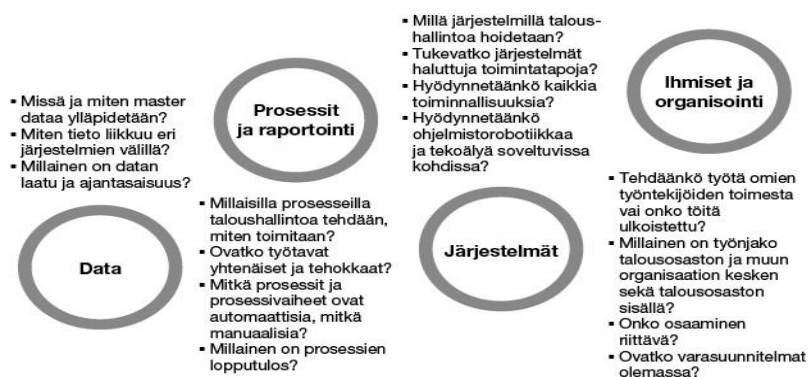 ▪ Missä ja miten master
dataa ylläpidetään?
▪ Miten tieto liikkuu eri
järjestelmien välillä?
▪ Millainen on datan
laatu ja ajantasaisuus?
Data
Prosessit
ja raportointi
▪ Millaisilla prosesseilla
taloushallintoa tehdään,
miten toimitaan?
▪ Ovatko työtavat
yhtenäiset ja tehokkaat?
▪ Mitkä prosessit ja
prosessivaiheet ovat
automaattisia, mitkä
manuaalisia?
▪ Millainen on prosessien
lopputulos?
▪ Millä järjestelmillä talous-
hallintoa hoidetaan?
▪ Tukevatko järjestelmät
haluttuja toimintatapoja?
▪ Hyödynnetäänkö kaikkia
toiminnallisuuksia?
▪ Hyödynnetäänkö
ohjelmistorobotiikkaa
ja tekoälyä soveltuvissa
kohdissa?
Järjestelmät
Ihmiset ja
organisointi
▪ Tehdäänkö työtä omien
työntekijöiden toimesta
vai onko töitä
ulkoistettu?
▪ Millainen on työnjako
talousosaston ja muun
organisaation kesken
sekä talousosaston
sisällä?
▪ Onko osaaminen
riittävä?
▪ Ovatko varasuunnitelmat
olemassa?